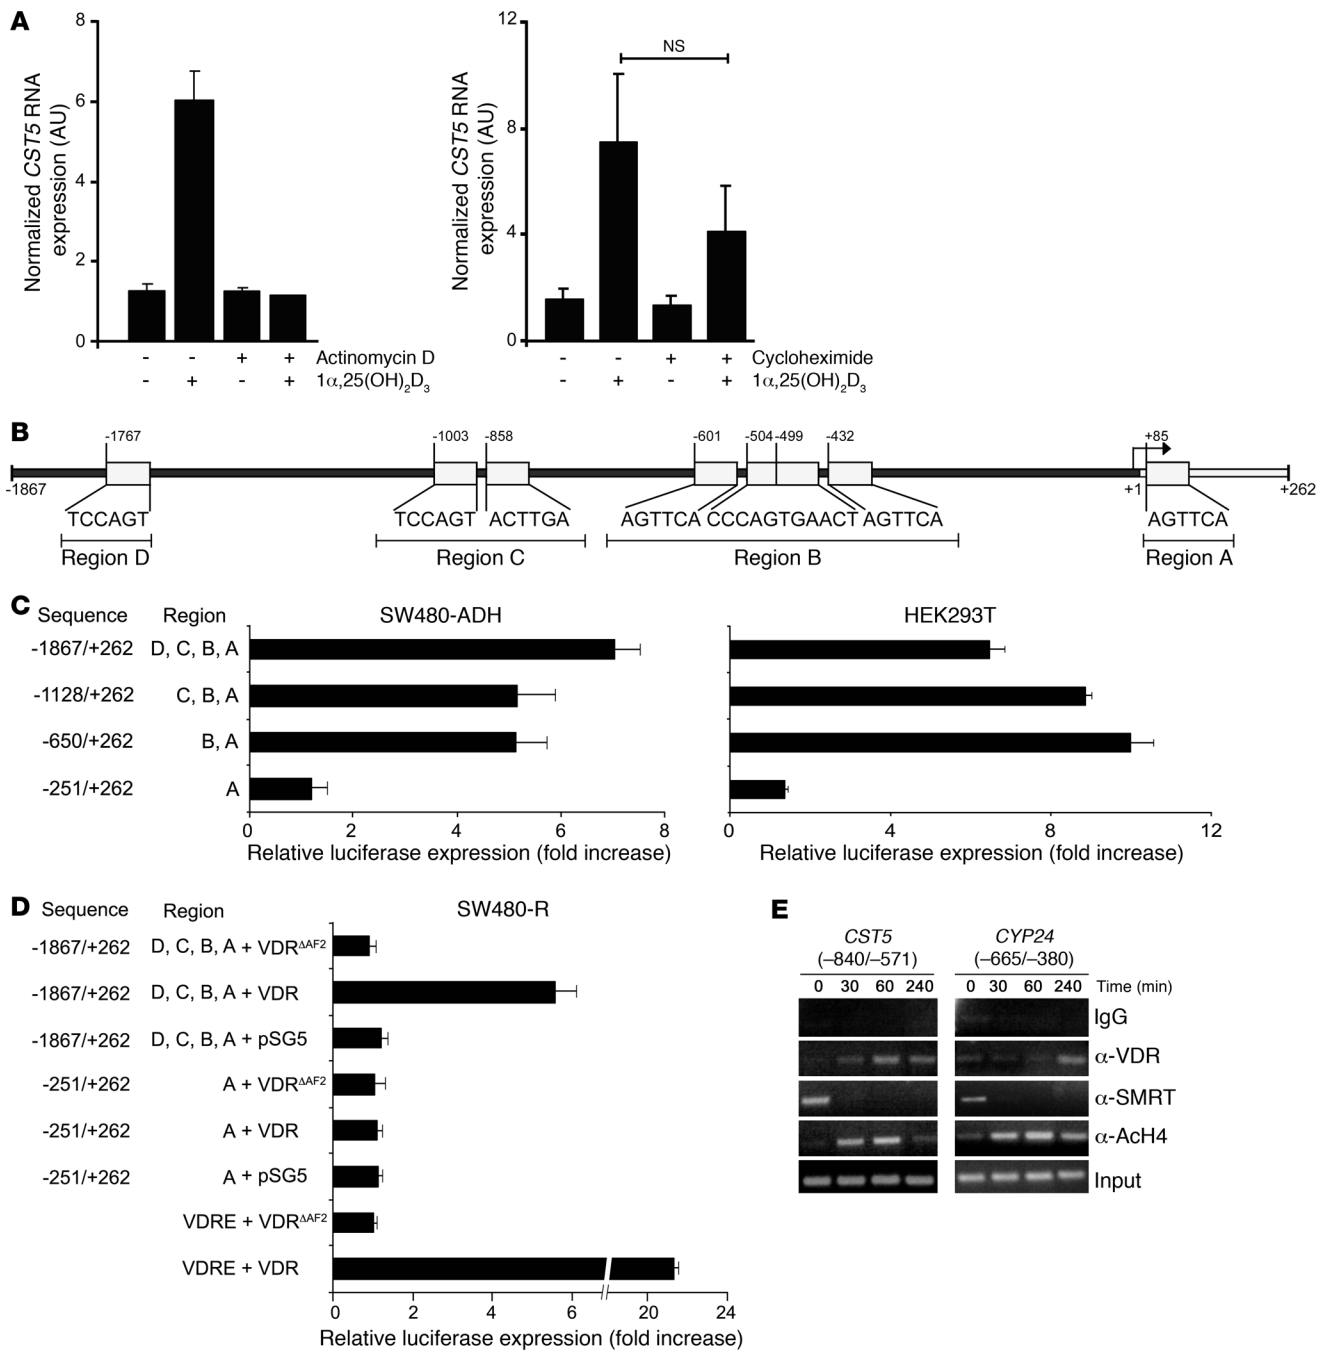 A
Normalized CST5 RNA
expression (AU)
8
6
4
2
0
- - + + Actinomycin D
- + - + 1α,25(OH)₂D₃
Normalized CST5 RNA
expression (AU)
12
8
4
0
NS
- - + + Cycloheximide
- + - + 1α,25(OH)₂D₃
B
-1767 -1003 -858 -601 -504 -499 -432 +85
-1867 +1 +262
TCCAGT TCCAGT ACTTGA AGTTCA CCCAGTGAACT AGTTCA AGTTCA
Region D Region C Region B Region A
C
Sequence Region SW480-ADH HEK293T
-1867/+262 D, C, B, A
-1128/+262 C, B, A
-650/+262 B, A
-251/+262 A
0 2 4 6 8
Relative luciferase expression (fold increase)
0 4 8 12
Relative luciferase expression (fold increase)
D
Sequence Region SW480-R
-1867/+262 D, C, B, A + VDRΔAF2
-1867/+262 D, C, B, A + VDR
-1867/+262 D, C, B, A + pSG5
-251/+262 A + VDRΔAF2
-251/+262 A + VDR
-251/+262 A + pSG5
VDRE + VDRΔAF2
VDRE + VDR
0 2 4 6 20 24
Relative luciferase expression (fold increase)
E
CST5 CYP24
(–840/–571) (–665/–380)
0 30 60 240 0 30 60 240 Time (min)
IgG
α-VDR
α-SMRT
α-AcH4
Input